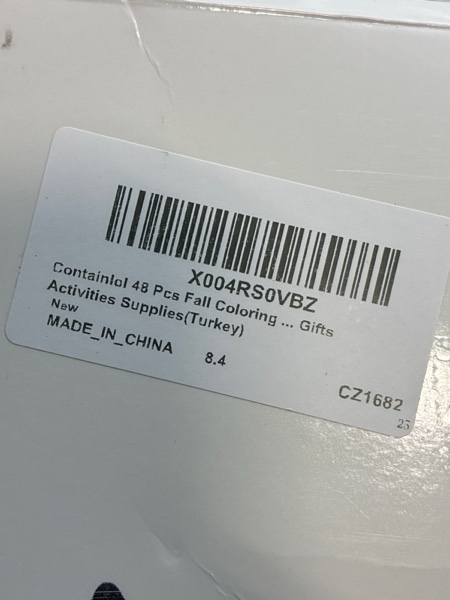 X004RS0VBZ
Containlol 48 Pcs Fall Coloring ... Gifts
Activities Supplies(Turkey)
New
MADE_IN_CHINA
8.4
CZ1682
25